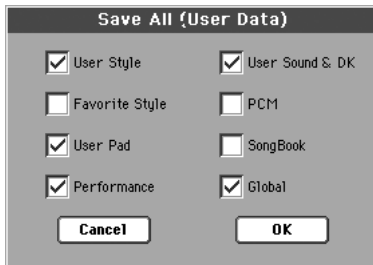 Save All (User Data)
User Style
User Sound & DK
Favorite Style
PCM
User Pad
SongBook
Performance
Global
Cancel
OK